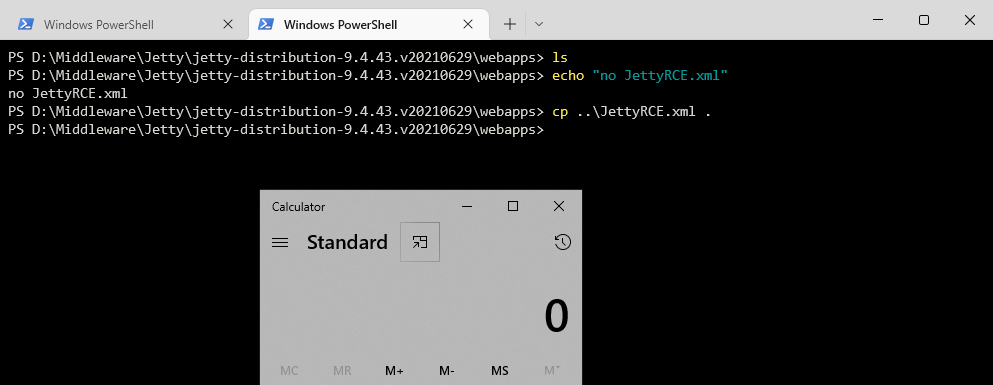 Windows PowerShell
Windows PowerShell
PS D:\Middleware\Jetty\jetty-distribution-9.4.43.v20210629\webapps> ls
PS D:\Middleware\Jetty\jetty-distribution-9.4.43.v20210629\webapps> echo "no JettyRCE.xml"
no JettyRCE.xml
PS D:\Middleware\Jetty\jetty-distribution-9.4.43.v20210629\webapps> cp ..\JettyRCE.xml .
PS D:\Middleware\Jetty\jetty-distribution-9.4.43.v20210629\webapps>
Calculator
Standard
0
MC MR M+ M- MS M˅